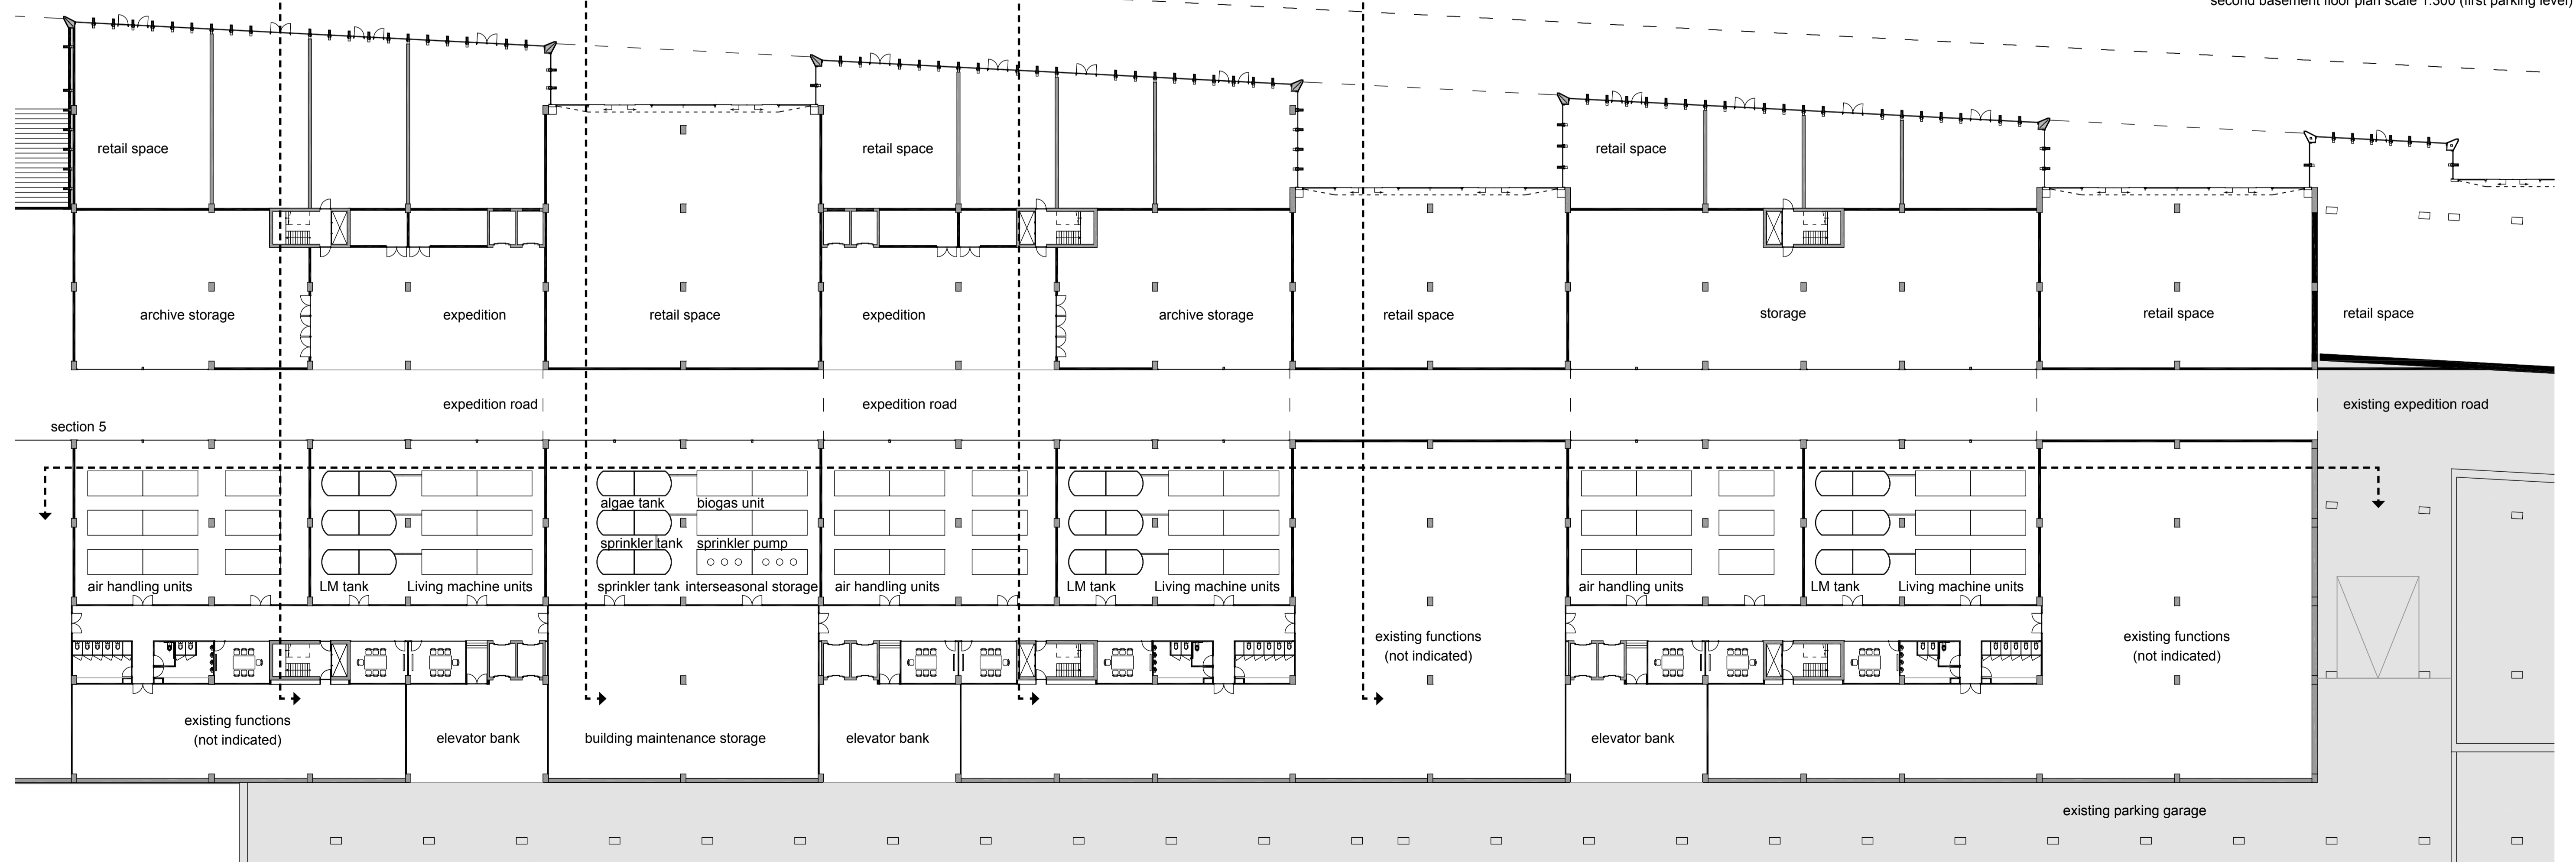 second basement floor plan scale 1:300 (first parking level)
retail space
retail space
retail space
archive storage
expedition
retail space
expedition
archive storage
retail space
storage
retail space
retail space
expedition road
expedition road
existing expedition road
section 5
algae tank
biogas unit
sprinkler tank
sprinkler pump
air handling units
LM tank
Living machine units
sprinkler tank
interseasonal storage
air handling units
LM tank
Living machine units
air handling units
LM tank
Living machine units
existing functions
(not indicated)
existing functions
(not indicated)
existing functions
(not indicated)
elevator bank
building maintenance storage
elevator bank
elevator bank
existing parking garage